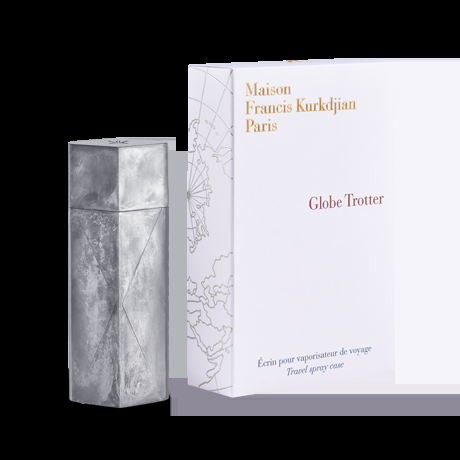 Maison
Francis Kurkdjian
Paris
Globe Trotter
Écrin pour vaporisateur de voyage
Travel spray case